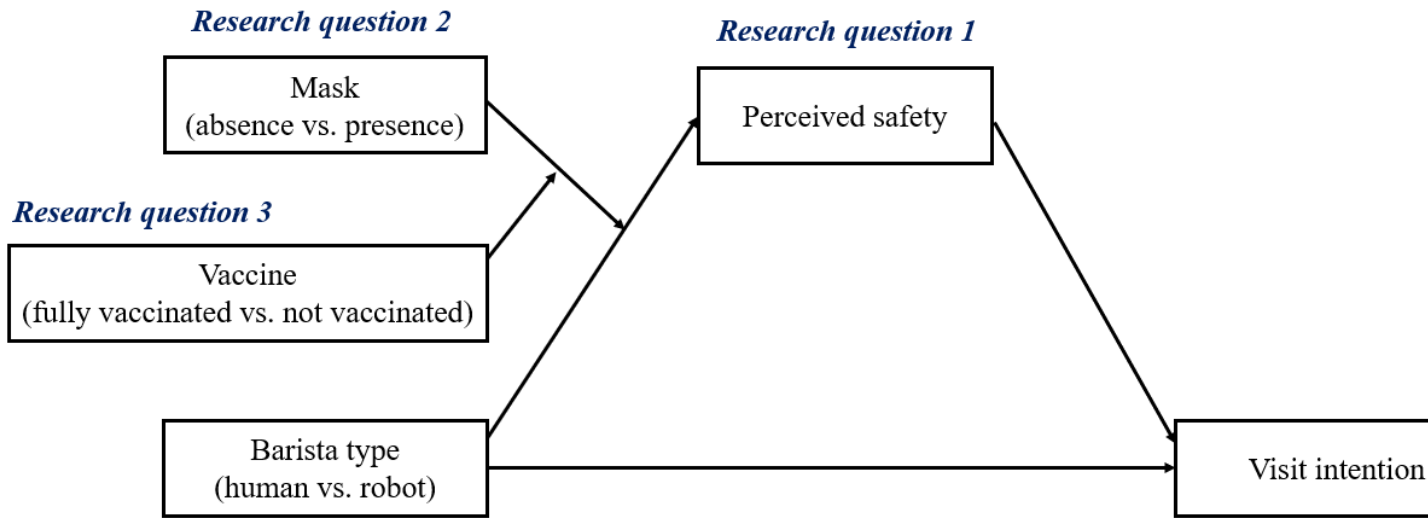 Research question 2
Research question 1
Mask
(absence vs. presence)
Perceived safety
Research question 3
Vaccine
(fully vaccinated vs. not vaccinated)
Barista type
(human vs. robot)
Visit intention